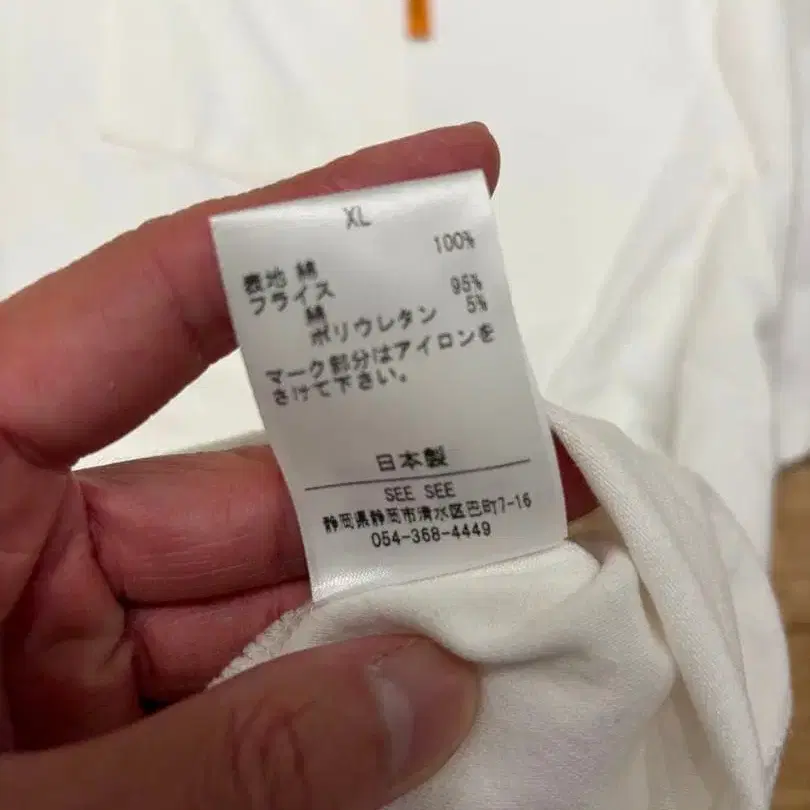 XL
表地 綿 100%
フライス
綿 95%
ポリウレタン 5%
マーク部分はアイロンを
さけて下さい。
日本製
SEE SEE
静岡県静岡市清水区巴町7-16
054-368-4449